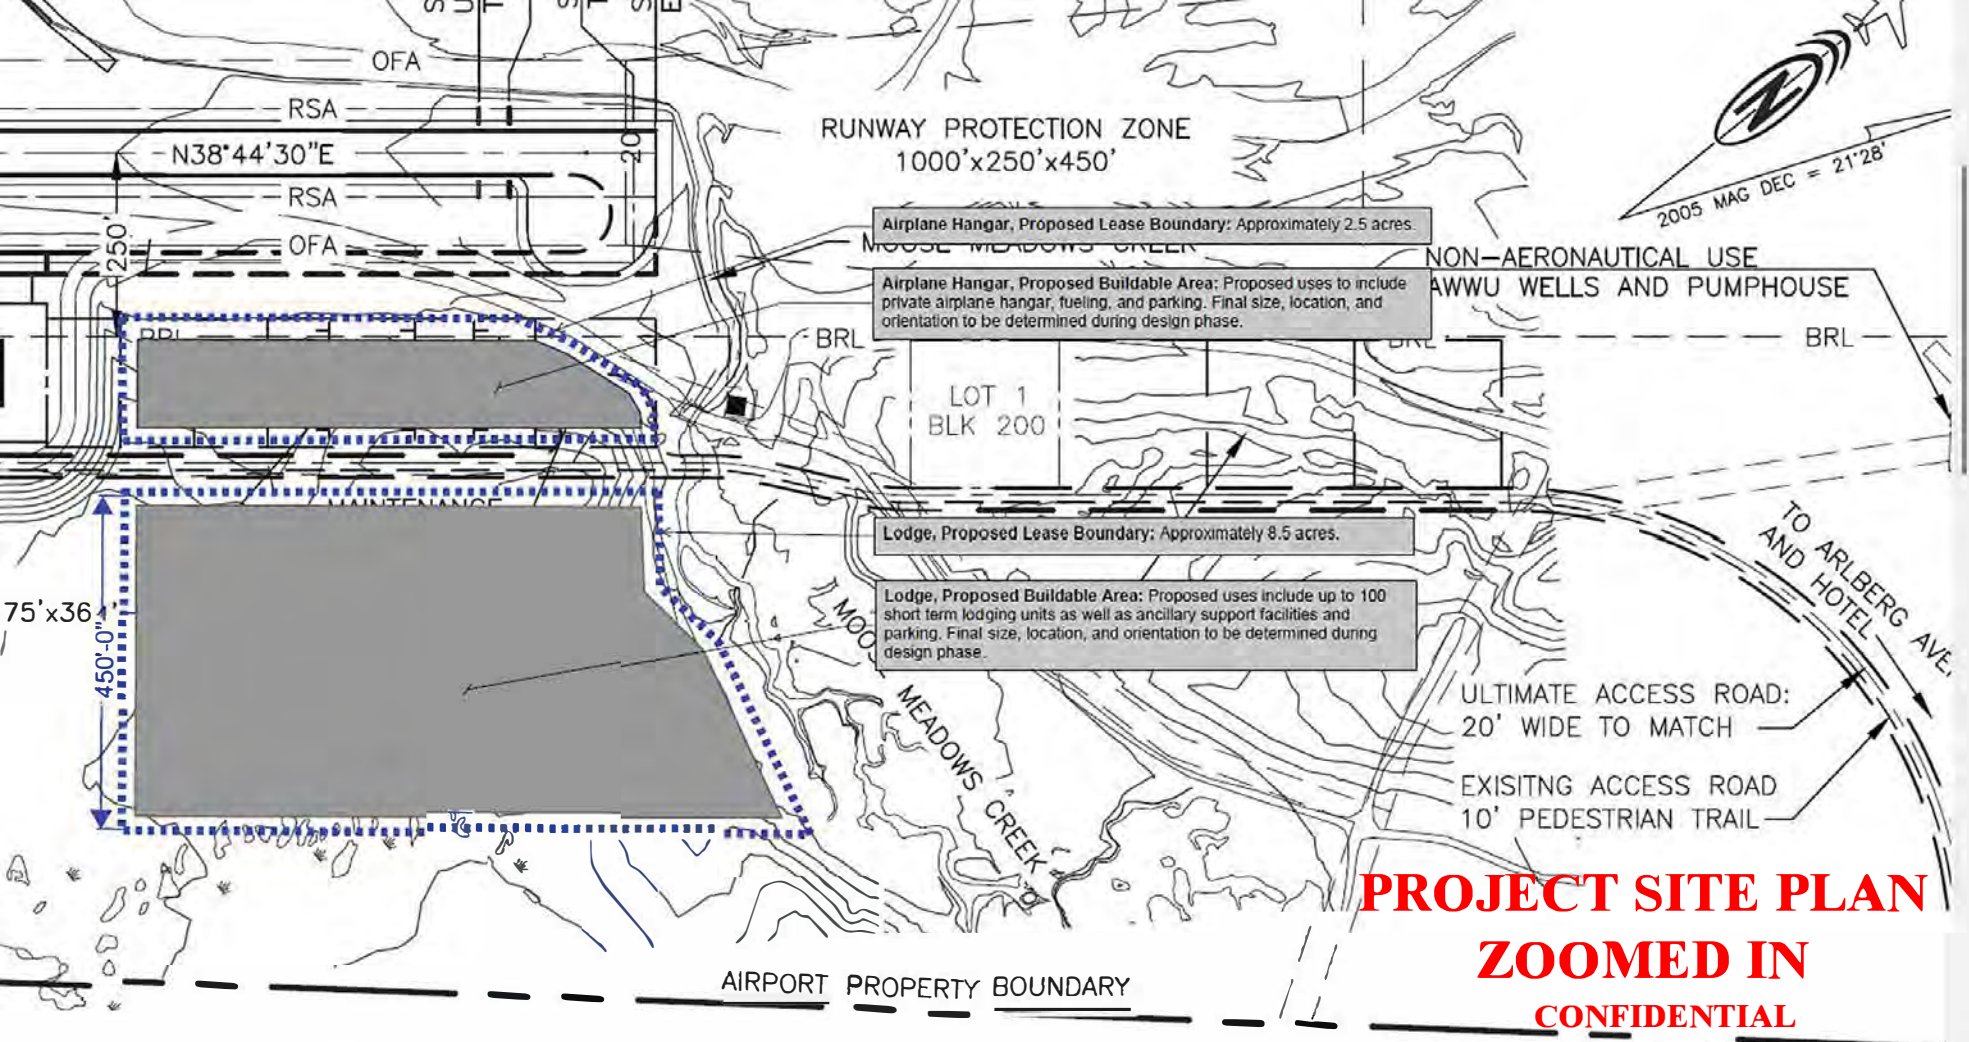 OFA
RSA
N38°44'30"E
RSA
OFA
250'
20
RUNWAY PROTECTION ZONE
1000'x250'x450'
2005 MAG DEC = 21°28'
Airplane Hangar, Proposed Lease Boundary: Approximately 2.5 acres.
MOOSE MEADOWS CREEK
NON-AERONAUTICAL USE
AWWU WELLS AND PUMPHOUSE
Airplane Hangar, Proposed Buildable Area: Proposed uses to include
private airplane hangar, fueling, and parking. Final size, location, and
orientation to be determined during design phase.
BRL
BRL
BRL
BRL
LOT 1
BLK 200
MAINTENANCE
Lodge, Proposed Lease Boundary: Approximately 8.5 acres.
Lodge, Proposed Buildable Area: Proposed uses include up to 100
short term lodging units as well as ancillary support facilities and
parking. Final size, location, and orientation to be determined during
design phase.
450'-0"
TO ARLBERG AVE.
AND HOTEL
MEADOWS CREEK
ULTIMATE ACCESS ROAD:
20' WIDE TO MATCH
EXISITNG ACCESS ROAD
10' PEDESTRIAN TRAIL
AIRPORT PROPERTY BOUNDARY
PROJECT SITE PLAN
ZOOMED IN
CONFIDENTIAL